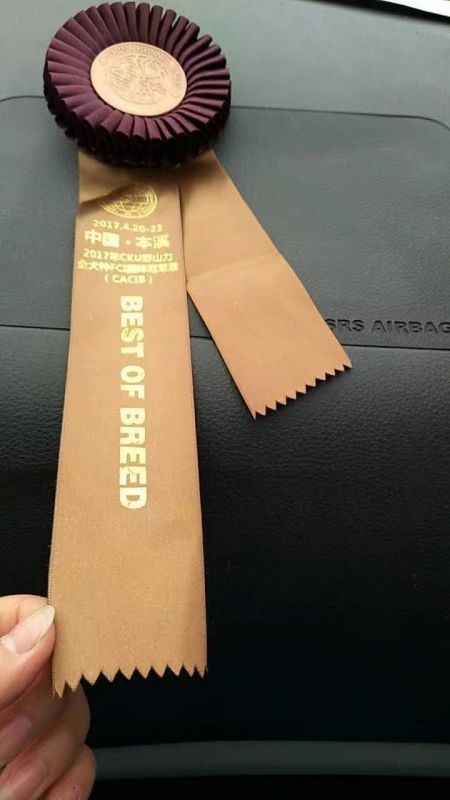 2017.4.20-23
中国·本溪
2017年CKU野山力
全犬种FCI国际冠军展
(CACIB)
BEST OF BREED
SRS AIRBAG